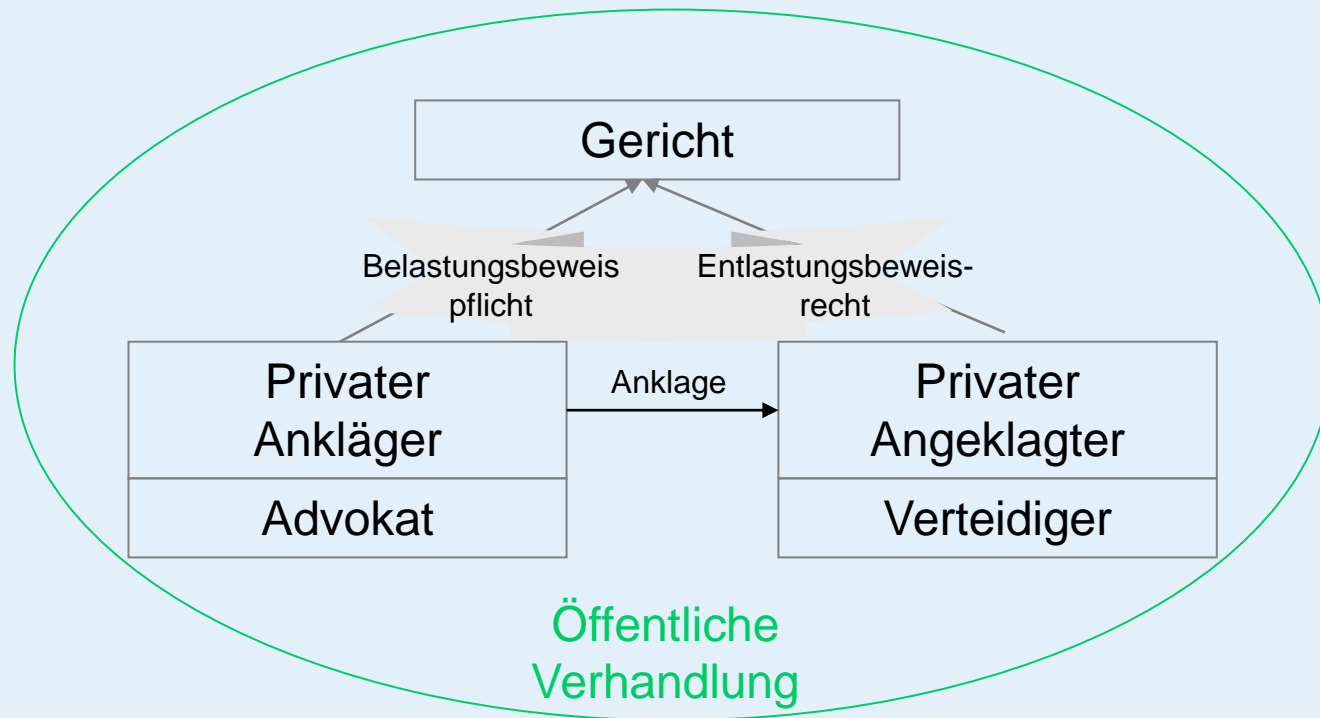 Gericht
Belastungsbeweis
pflicht
Entlastungsbeweis-
recht
Privater
Ankläger
Anklage
Privater
Angeklagter
Advokat
Verteidiger
Öffentliche
Verhandlung